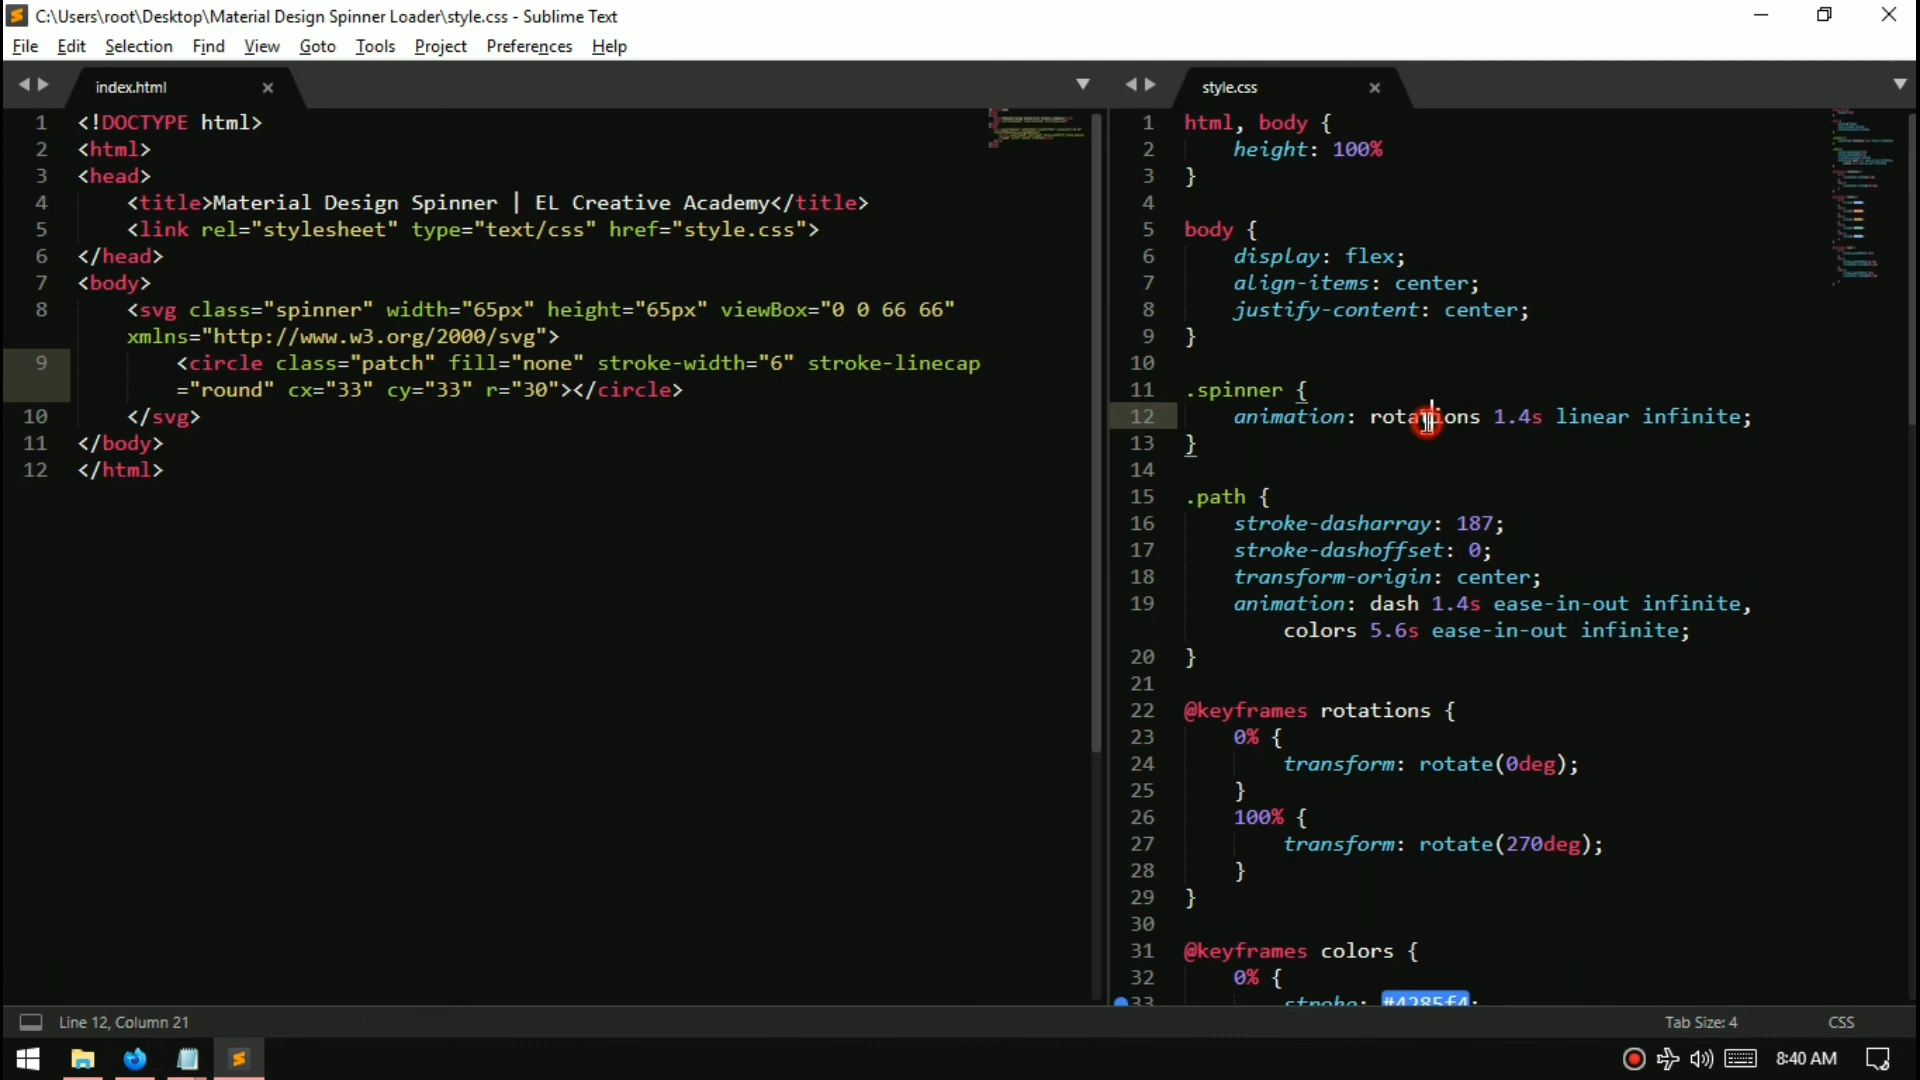 C:\Users\root\Desktop\Material Design Spinner Loader\style.css - Sublime Text
File Edit Selection Find View Goto Tools Project Preferences Help
index.html
1 <!DOCTYPE html>
2 <html>
3 <head>
4 <title>Material Design Spinner | EL Creative Academy</title>
5 <link rel="stylesheet" type="text/css" href="style.css">
6 </head>
7 <body>
8 <svg class="spinner" width="65px" height="65px" viewBox="0 0 66 66"
xmlns="http://www.w3.org/2000/svg">
9 <circle class="patch" fill="none" stroke-width="6" stroke-linecap
="round" cx="33" cy="33" r="30"></circle>
10 </svg>
11 </body>
12 </html>
style.css
1 html, body {
2 height: 100%
3 }
4
5 body {
6 display: flex;
7 align-items: center;
8 justify-content: center;
9 }
10
11 .spinner {
12 animation: rotations 1.4s linear infinite;
13 }
14
15 .path {
16 stroke-dasharray: 187;
17 stroke-dashoffset: 0;
18 transform-origin: center;
19 animation: dash 1.4s ease-in-out infinite,
colors 5.6s ease-in-out infinite;
20 }
21
22 @keyframes rotations {
23 0% {
24 transform: rotate(0deg);
25 }
26 100% {
27 transform: rotate(270deg);
28 }
29 }
30
31 @keyframes colors {
32 0% {
33 stroke: #4285f4;
Line 12, Column 21
Tab Size: 4
CSS
8:40 AM